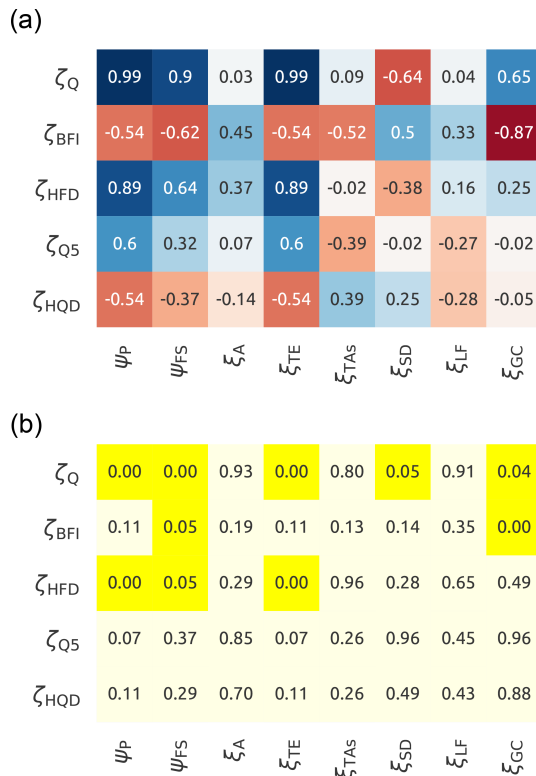 (a)
ζQ 0.99 0.9 0.03 0.99 0.09 -0.64 0.04 0.65
ζBFI -0.54 -0.62 0.45 -0.54 -0.52 0.5 0.33 -0.87
ζHFD 0.89 0.64 0.37 0.89 -0.02 -0.38 0.16 0.25
ζQ5 0.6 0.32 0.07 0.6 -0.39 -0.02 -0.27 -0.02
ζHQD -0.54 -0.37 -0.14 -0.54 0.39 0.25 -0.28 -0.05
ψP ψFS ξA ξTE ξTAs ξSD ξLF ξGC
(b)
ζQ 0.00 0.00 0.93 0.00 0.80 0.05 0.91 0.04
ζBFI 0.11 0.05 0.19 0.11 0.13 0.14 0.35 0.00
ζHFD 0.00 0.05 0.29 0.00 0.96 0.28 0.65 0.49
ζQ5 0.07 0.37 0.85 0.07 0.26 0.96 0.45 0.96
ζHQD 0.11 0.29 0.70 0.11 0.26 0.49 0.43 0.88
ψP ψFS ξA ξTE ξTAs ξSD ξLF ξGC